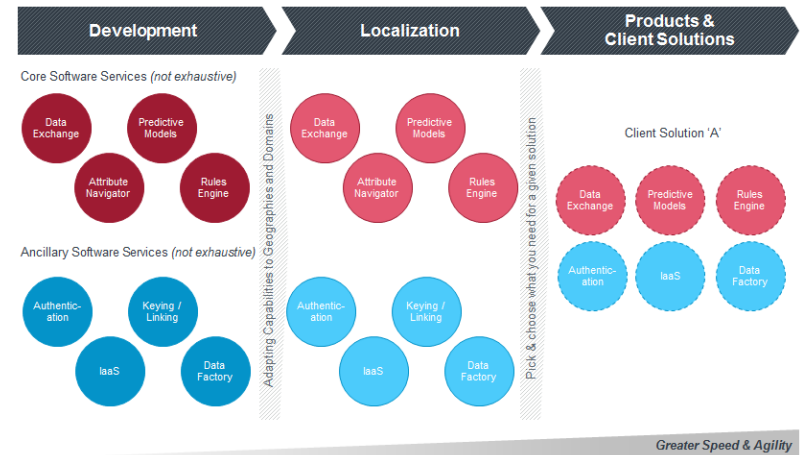 Development
Localization
Products &
Client Solutions
Core Software Services (not exhaustive)
Data
Exchange
Predictive
Models
Attribute
Navigator
Rules
Engine
Ancillary Software Services (not exhaustive)
Authentic-
ation
Keying /
Linking
IaaS
Data
Factory
Adapting Capabilities to Geographies and Domains
Data
Exchange
Predictive
Models
Attribute
Navigator
Rules
Engine
Authentic-
ation
Keying /
Linking
IaaS
Data
Factory
Pick & choose what you need for a given solution
Client Solution ‘A’
Data
Exchange
Predictive
Models
Rules
Engine
Authentic-
ation
IaaS
Data
Factory
Greater Speed & Agility